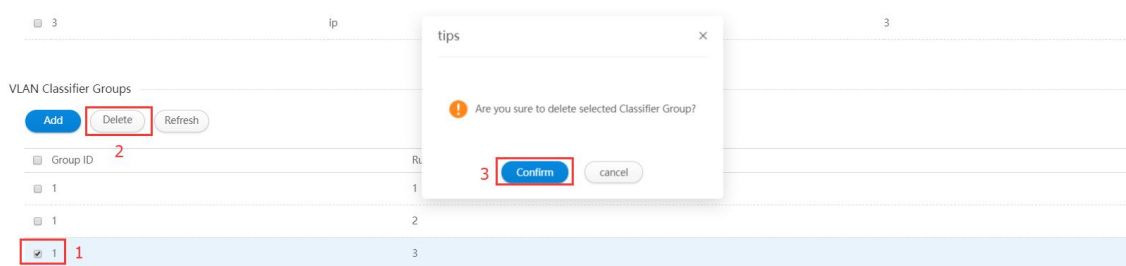 3 ip 3
tips ×
VLAN Classifier Groups
Are you sure to delete selected Classifier Group?
Add Delete Refresh
2
Group ID
3 Confirm cancel
1 1
1 2
1 1 3